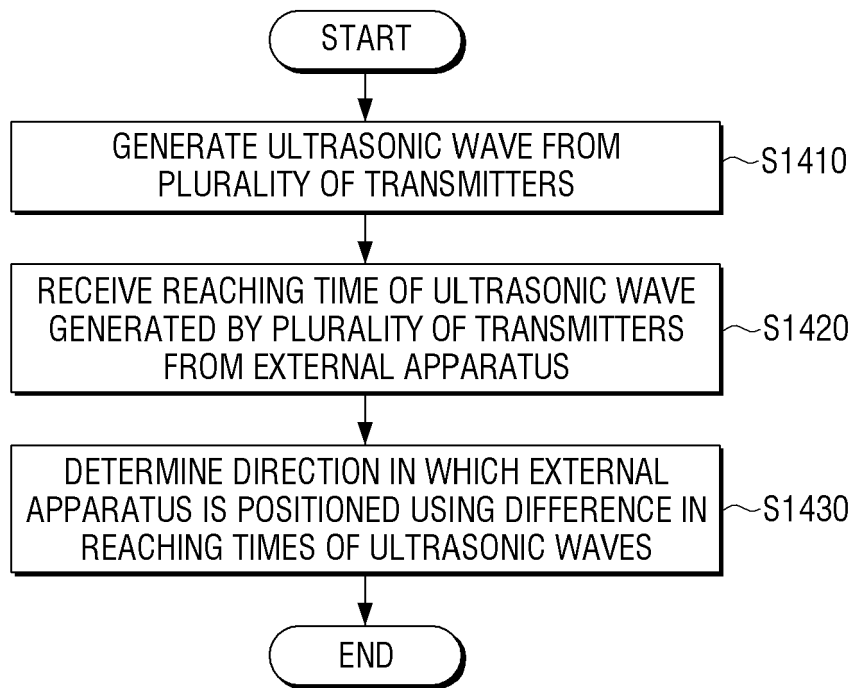 START
GENERATE ULTRASONIC WAVE FROM
PLURALITY OF TRANSMITTERS
S1410
RECEIVE REACHING TIME OF ULTRASONIC WAVE
GENERATED BY PLURALITY OF TRANSMITTERS
FROM EXTERNAL APPARATUS
S1420
DETERMINE DIRECTION IN WHICH EXTERNAL
APPARATUS IS POSITIONED USING DIFFERENCE IN
REACHING TIMES OF ULTRASONIC WAVES
S1430
END